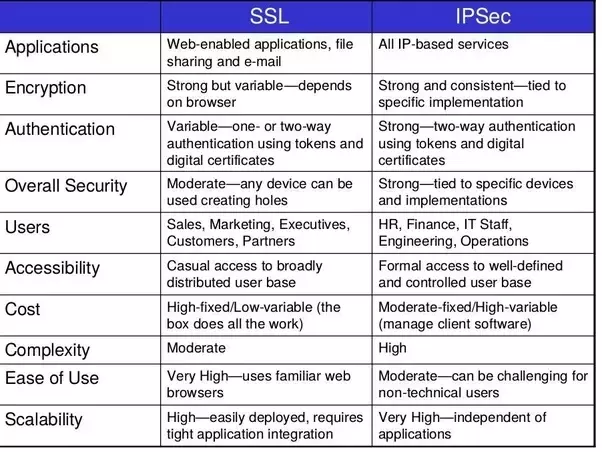 SSL IPSec
Applications
Web-enabled applications, file
sharing and e-mail
All IP-based services
Encryption
Strong but variable—depends
on browser
Strong and consistent—tied to
specific implementation
Authentication
Variable—one- or two-way
authentication using tokens and
digital certificates
Strong—two-way authentication
using tokens and digital
certificates
Overall Security
Moderate—any device can be
used creating holes
Strong—tied to specific devices
and implementations
Users
Sales, Marketing, Executives,
Customers, Partners
HR, Finance, IT Staff,
Engineering, Operations
Accessibility
Casual access to broadly
distributed user base
Formal access to well-defined
and controlled user base
Cost
High-fixed/Low-variable (the
box does all the work)
Moderate-fixed/High-variable
(manage client software)
Complexity
Moderate
High
Ease of Use
Very High—uses familiar web
browsers
Moderate—can be challenging for
non-technical users
Scalability
High—easily deployed, requires
tight application integration
Very High—independent of
applications